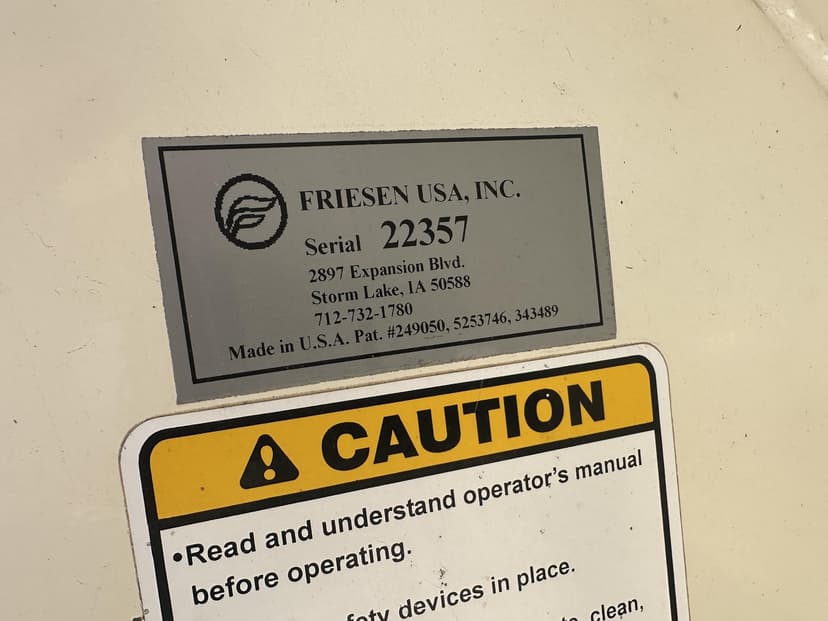 FRIESEN USA, INC.
Serial 22357
2897 Expansion Blvd.
Storm Lake, IA 50588
712-732-1780
Made in U.S.A. Pat. #249050, 5253746, 343489
CAUTION
•Read and understand operator's manual
before operating.
devices in place.
clean,